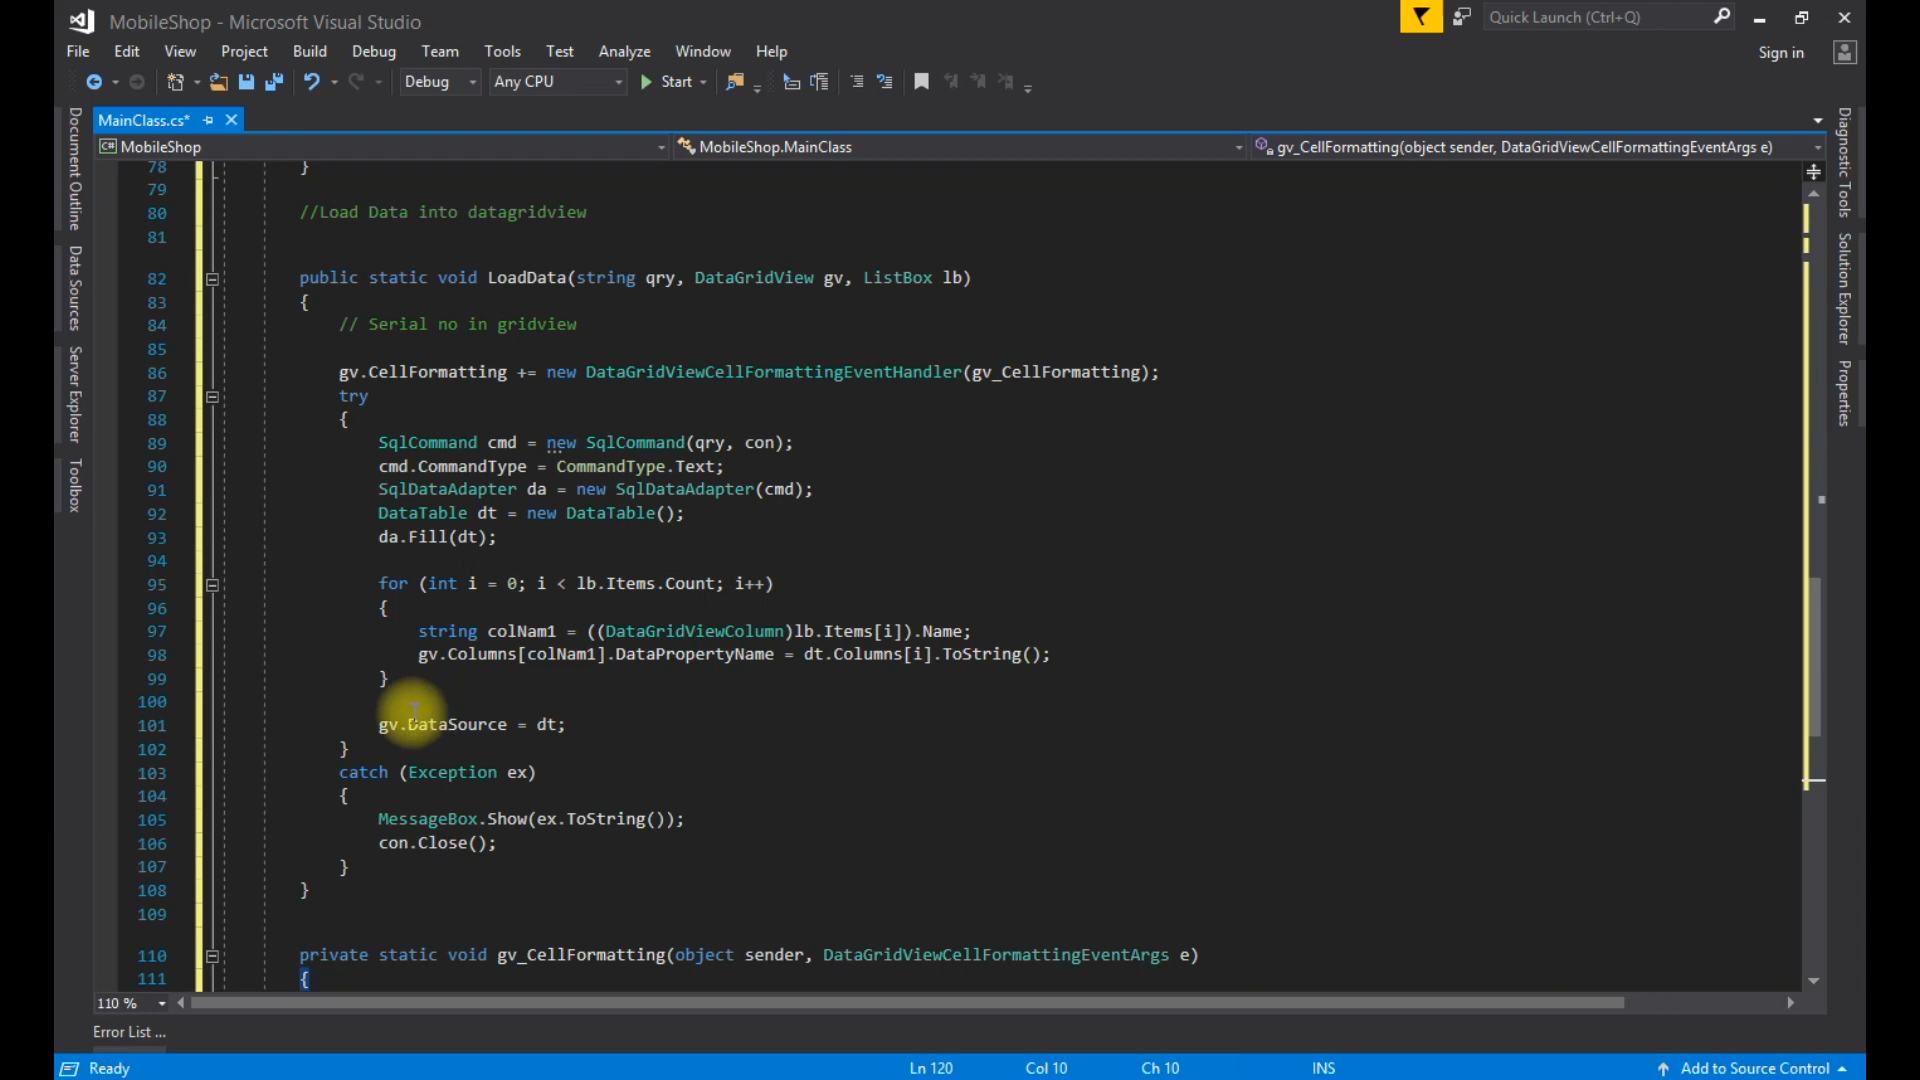 MobileShop - Microsoft Visual Studio
Quick Launch (Ctrl+Q)
File Edit View Project Build Debug Team Tools Test Analyze Window Help
Sign in
Debug Any CPU Start
MainClass.cs*
MobileShop MobileShop.MainClass gv_CellFormatting(object sender, DataGridViewCellFormattingEventArgs e)
Document Outline
Data Sources
Server Explorer
Toolbox
78 }
79
80 //Load Data into datagridview
81
82 public static void LoadData(string qry, DataGridView gv, ListBox lb)
83 {
84 // Serial no in gridview
85
86 gv.CellFormatting += new DataGridViewCellFormattingEventHandler(gv_CellFormatting);
87 try
88 {
89 SqlCommand cmd = new SqlCommand(qry, con);
90 cmd.CommandType = CommandType.Text;
91 SqlDataAdapter da = new SqlDataAdapter(cmd);
92 DataTable dt = new DataTable();
93 da.Fill(dt);
94
95 for (int i = 0; i < lb.Items.Count; i++)
96 {
97 string colNam1 = ((DataGridViewColumn)lb.Items[i]).Name;
98 gv.Columns[colNam1].DataPropertyName = dt.Columns[i].ToString();
99 }
100
101 gv.DataSource = dt;
102 }
103 catch (Exception ex)
104 {
105 MessageBox.Show(ex.ToString());
106 con.Close();
107 }
108 }
109
110 private static void gv_CellFormatting(object sender, DataGridViewCellFormattingEventArgs e)
111 {
Diagnostic Tools
Solution Explorer
Properties
110 %
Error List ...
Ready Ln 120 Col 10 Ch 10 INS Add to Source Control